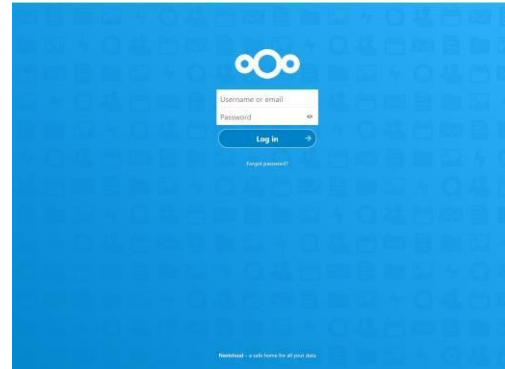 Username or email
Password
Log in
Forgot password?
Nextcloud – a safe home for all your data